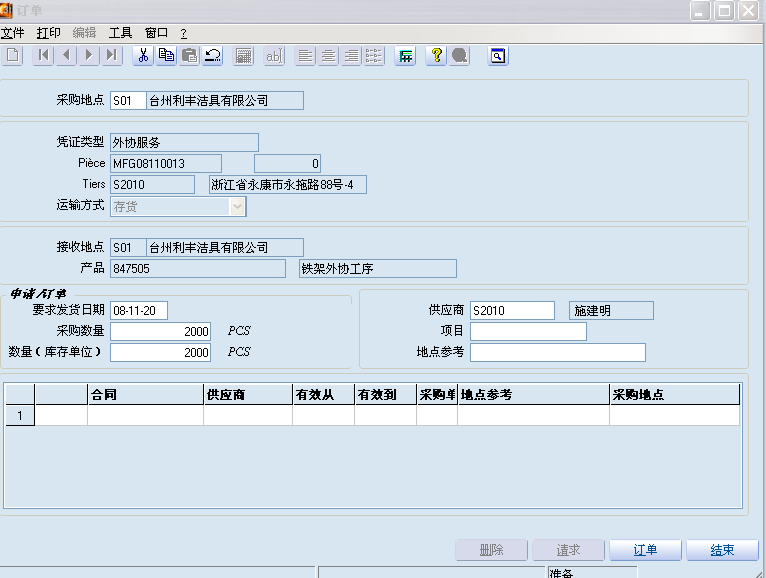 订单
文件 打印 编辑 工具 窗口 ?
采购地点 S01 台州利丰洁具有限公司
凭证类型 外协服务
Pièce MFG08110013 0
Tiers S2010 浙江省永康市永拖路88号-4
运输方式 存货
接收地点 S01 台州利丰洁具有限公司
产品 847505 铁架外协工序
申请/订单
要求发货日期 08-11-20
采购数量 2000 PCS
数量(库存单位) 2000 PCS
供应商 S2010 施建明
项目
地点参考
合同 供应商 有效从 有效到 采购单 地点参考 采购地点
1
删除 请求 订单 结束
准备